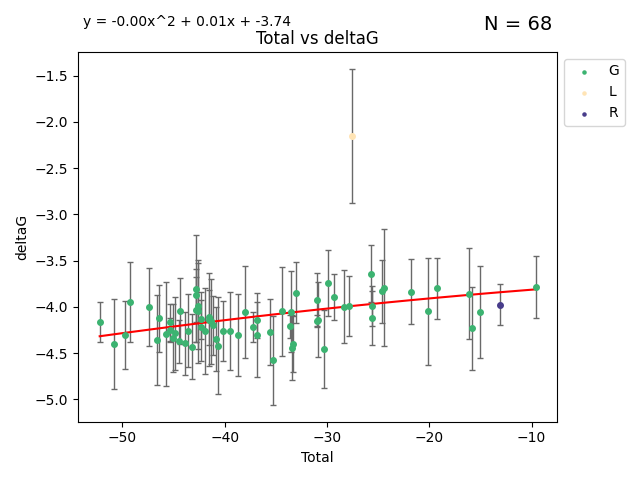 y = -0.00x^2 + 0.01x + -3.74
N = 68
Total vs deltaG
G
L
R
deltaG
−1.5
−2.0
−2.5
−3.0
−3.5
−4.0
−4.5
−5.0
−50
−40
−30
−20
−10
Total